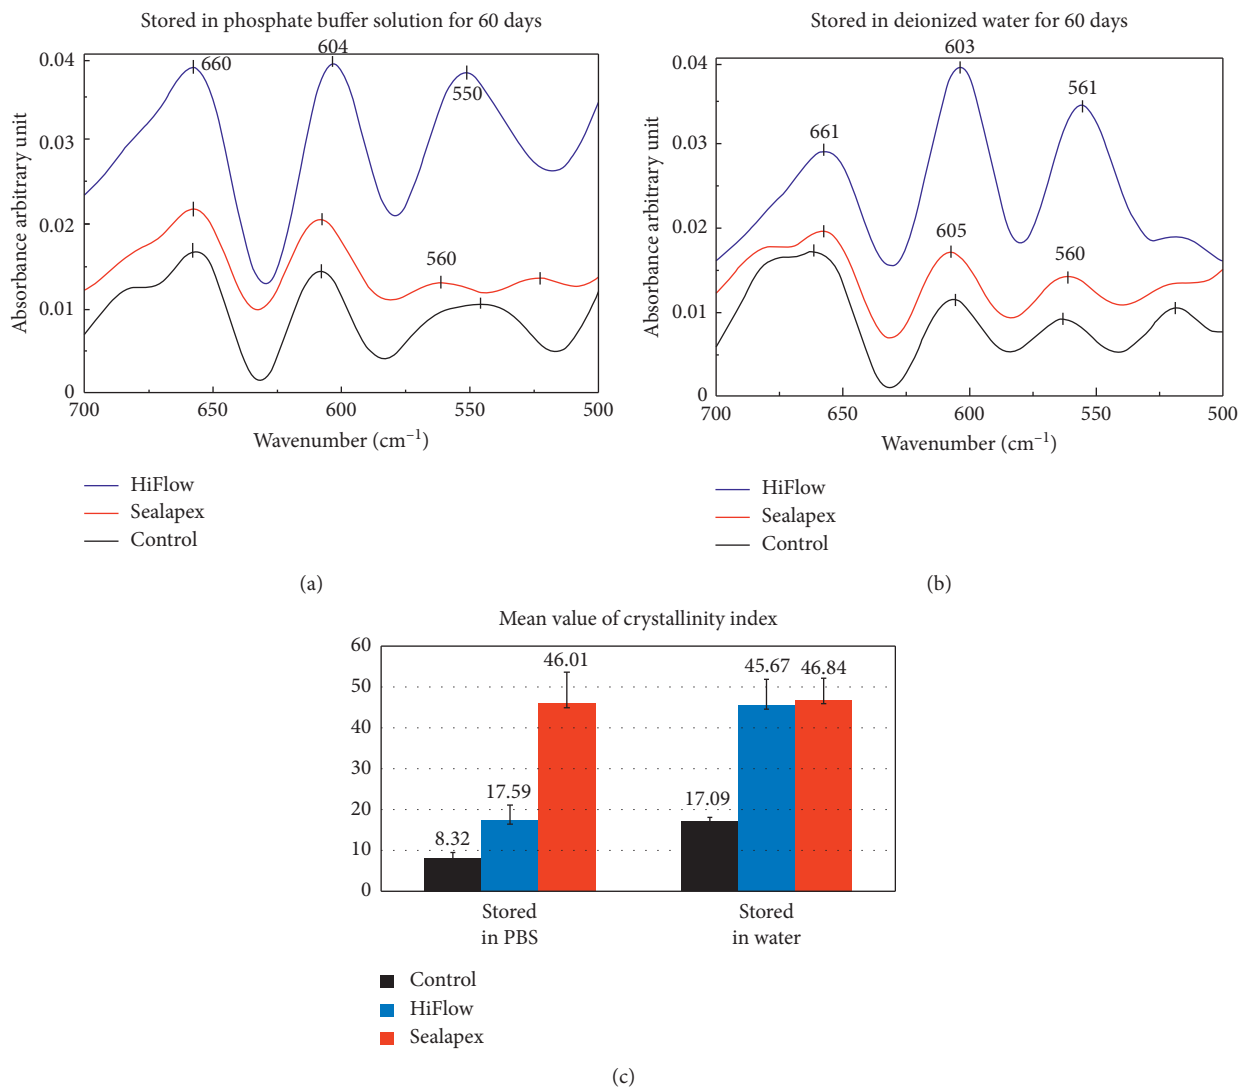 Stored in phosphate buffer solution for 60 days
Absorbance arbitrary unit
0.04
0.03
0.02
0.01
0
660
604
550
560
700
650
600
550
500
Wavenumber (cm⁻¹)
HiFlow
Sealapex
Control
(a)
Stored in deionized water for 60 days
Absorbance arbitrary unit
0.04
0.03
0.02
0.01
0
661
603
561
605
560
700
650
600
550
500
Wavenumber (cm⁻¹)
HiFlow
Sealapex
Control
(b)
Mean value of crystallinity index
60
50
40
30
20
10
0
8.32
17.59
46.01
17.09
45.67
46.84
Stored
in PBS
Stored
in water
Control
HiFlow
Sealapex
(c)